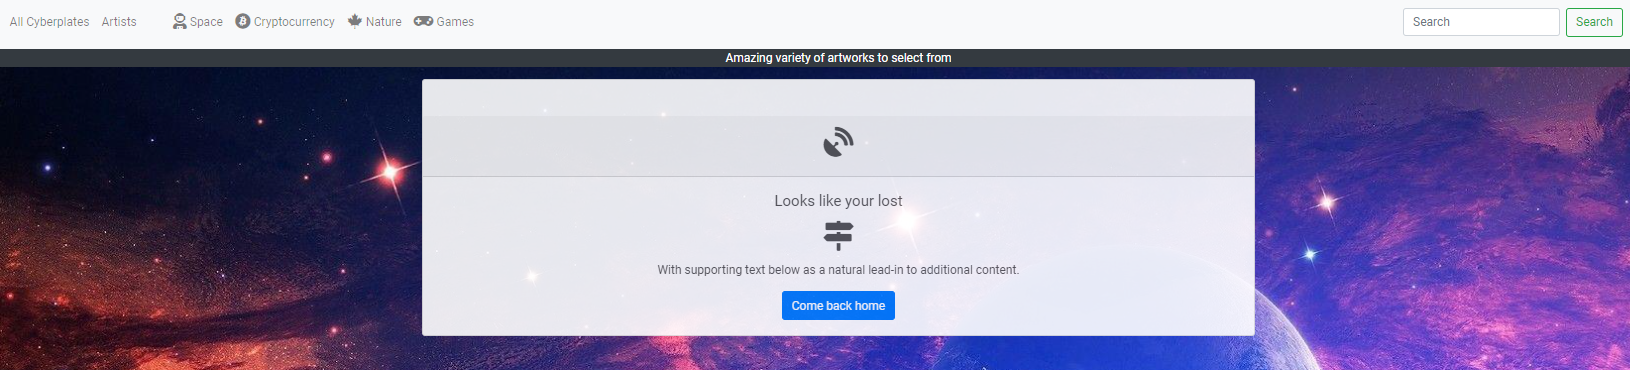 All Cyberplates Artists Space Cryptocurrency Nature Games Search Search
Amazing variety of artworks to select from
Looks like your lost
With supporting text below as a natural lead-in to additional content.
Come back home